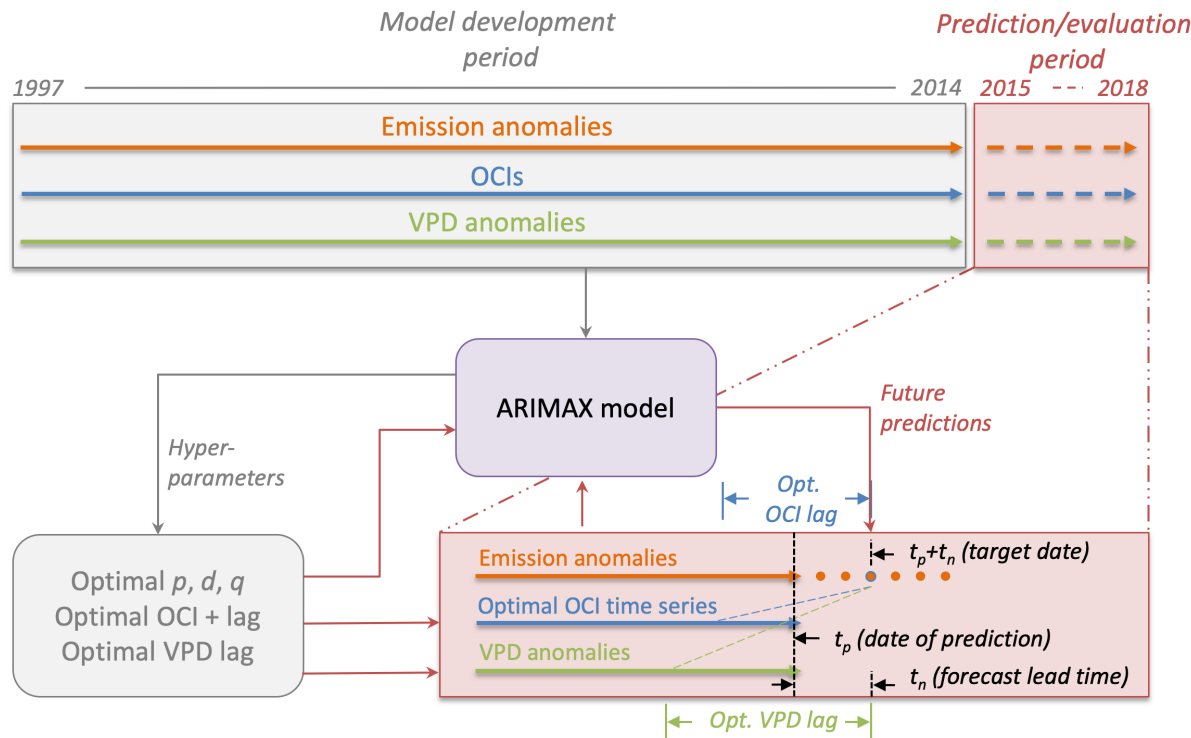 Model development
period
Prediction/evaluation
period
1997
2014
2015
2018
Emission anomalies
OCIs
VPD anomalies
ARIMAX model
Future
predictions
Hyper-
parameters
Opt.
OCI lag
Optimal p, d, q
Optimal OCI + lag
Optimal VPD lag
Emission anomalies
tp+tn (target date)
Optimal OCI time series
tp (date of prediction)
VPD anomalies
tn (forecast lead time)
Opt. VPD lag